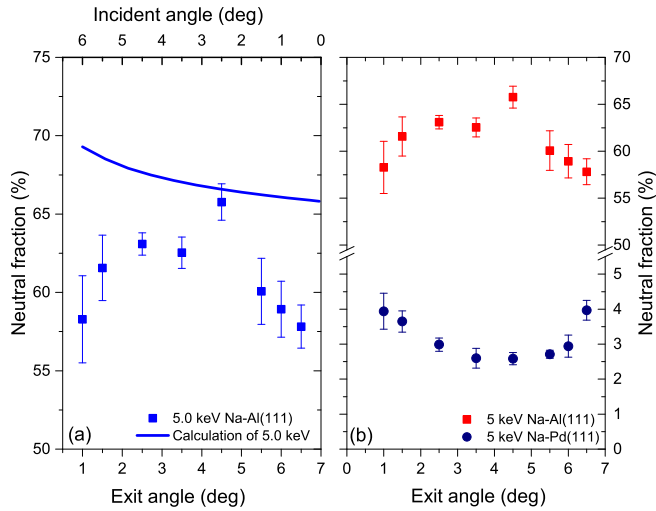 Incident angle (deg)
6 5 4 3 2 1 0
75
70
65
60
55
50
Neutral fraction (%)
5.0 keV Na-Al(111)
Calculation of 5.0 keV
(a)
1 2 3 4 5 6 7
Exit angle (deg)
70
65
60
55
50
5
4
3
2
1
0
Neutral fraction (%)
5 keV Na-Al(111)
5 keV Na-Pd(111)
(b)
0 1 2 3 4 5 6 7
Exit angle (deg)